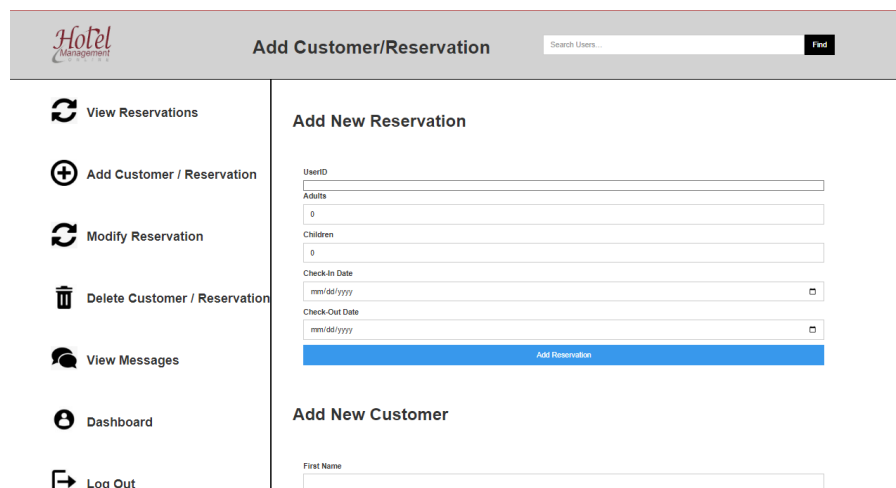 Hotel
Management
ONLINE
Add Customer/Reservation
Search Users...
Find
View Reservations
Add Customer / Reservation
Modify Reservation
Delete Customer / Reservation
View Messages
Dashboard
Log Out
Add New Reservation
UserID
Adults
0
Children
0
Check-In Date
mm/dd/yyyy
Check-Out Date
mm/dd/yyyy
Add Reservation
Add New Customer
First Name